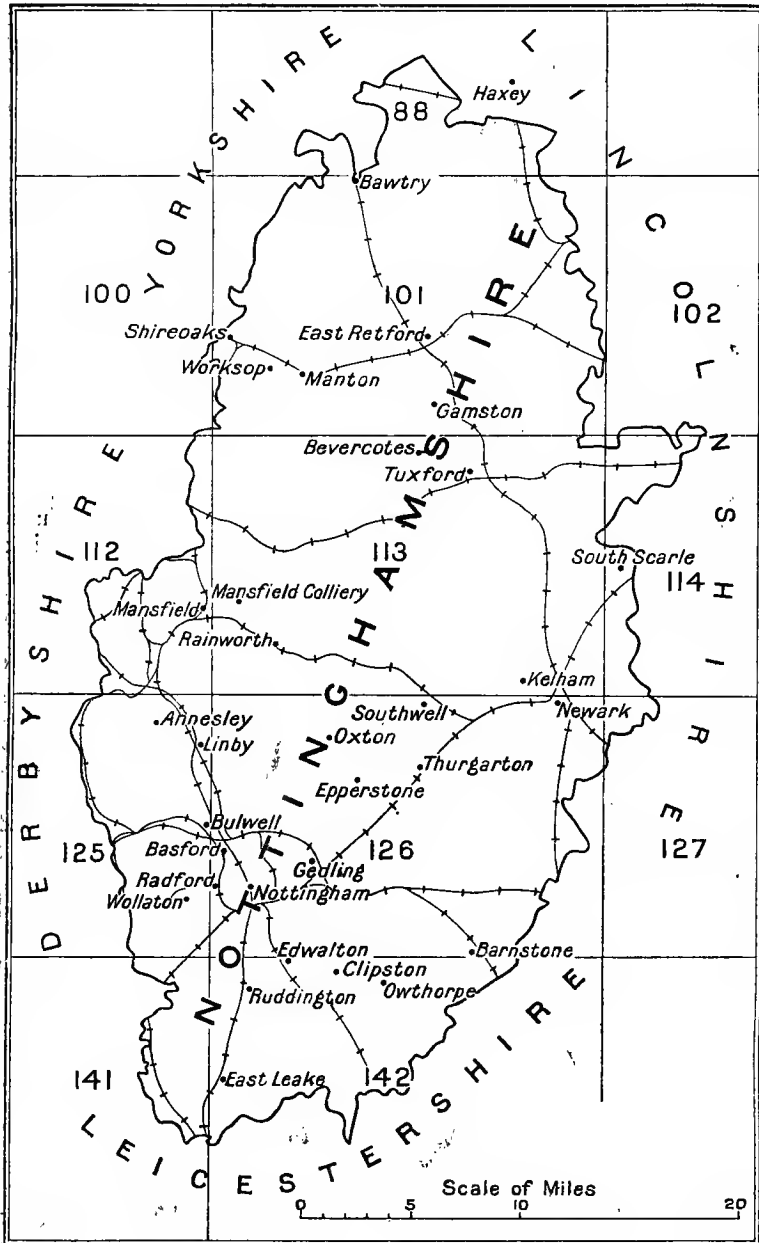 YORKSHIRE
LINCOLNSHIRE
Haxey
88
Bawtry
100
101
102
Shireoaks
East Retford
Worksop
Manton
Gamston
Bevercotes
Tuxford
NOTTINGHAMSHIRE
DERBYSHIRE
112
113
114
South Scarle
Mansfield Colliery
Mansfield
Rainworth
Kelham
Southwell
Newark
Annesley
Oxton
Linby
Thurgarton
Epperstone
Bulwell
125
Basford
126
127
Gedling
Radford
Nottingham
Wollaton
Edwalton
Barnstone
Clipston
Owthorpe
Ruddington
141
East Leake
142
LEICESTERSHIRE
Scale of Miles
0 5 10 20